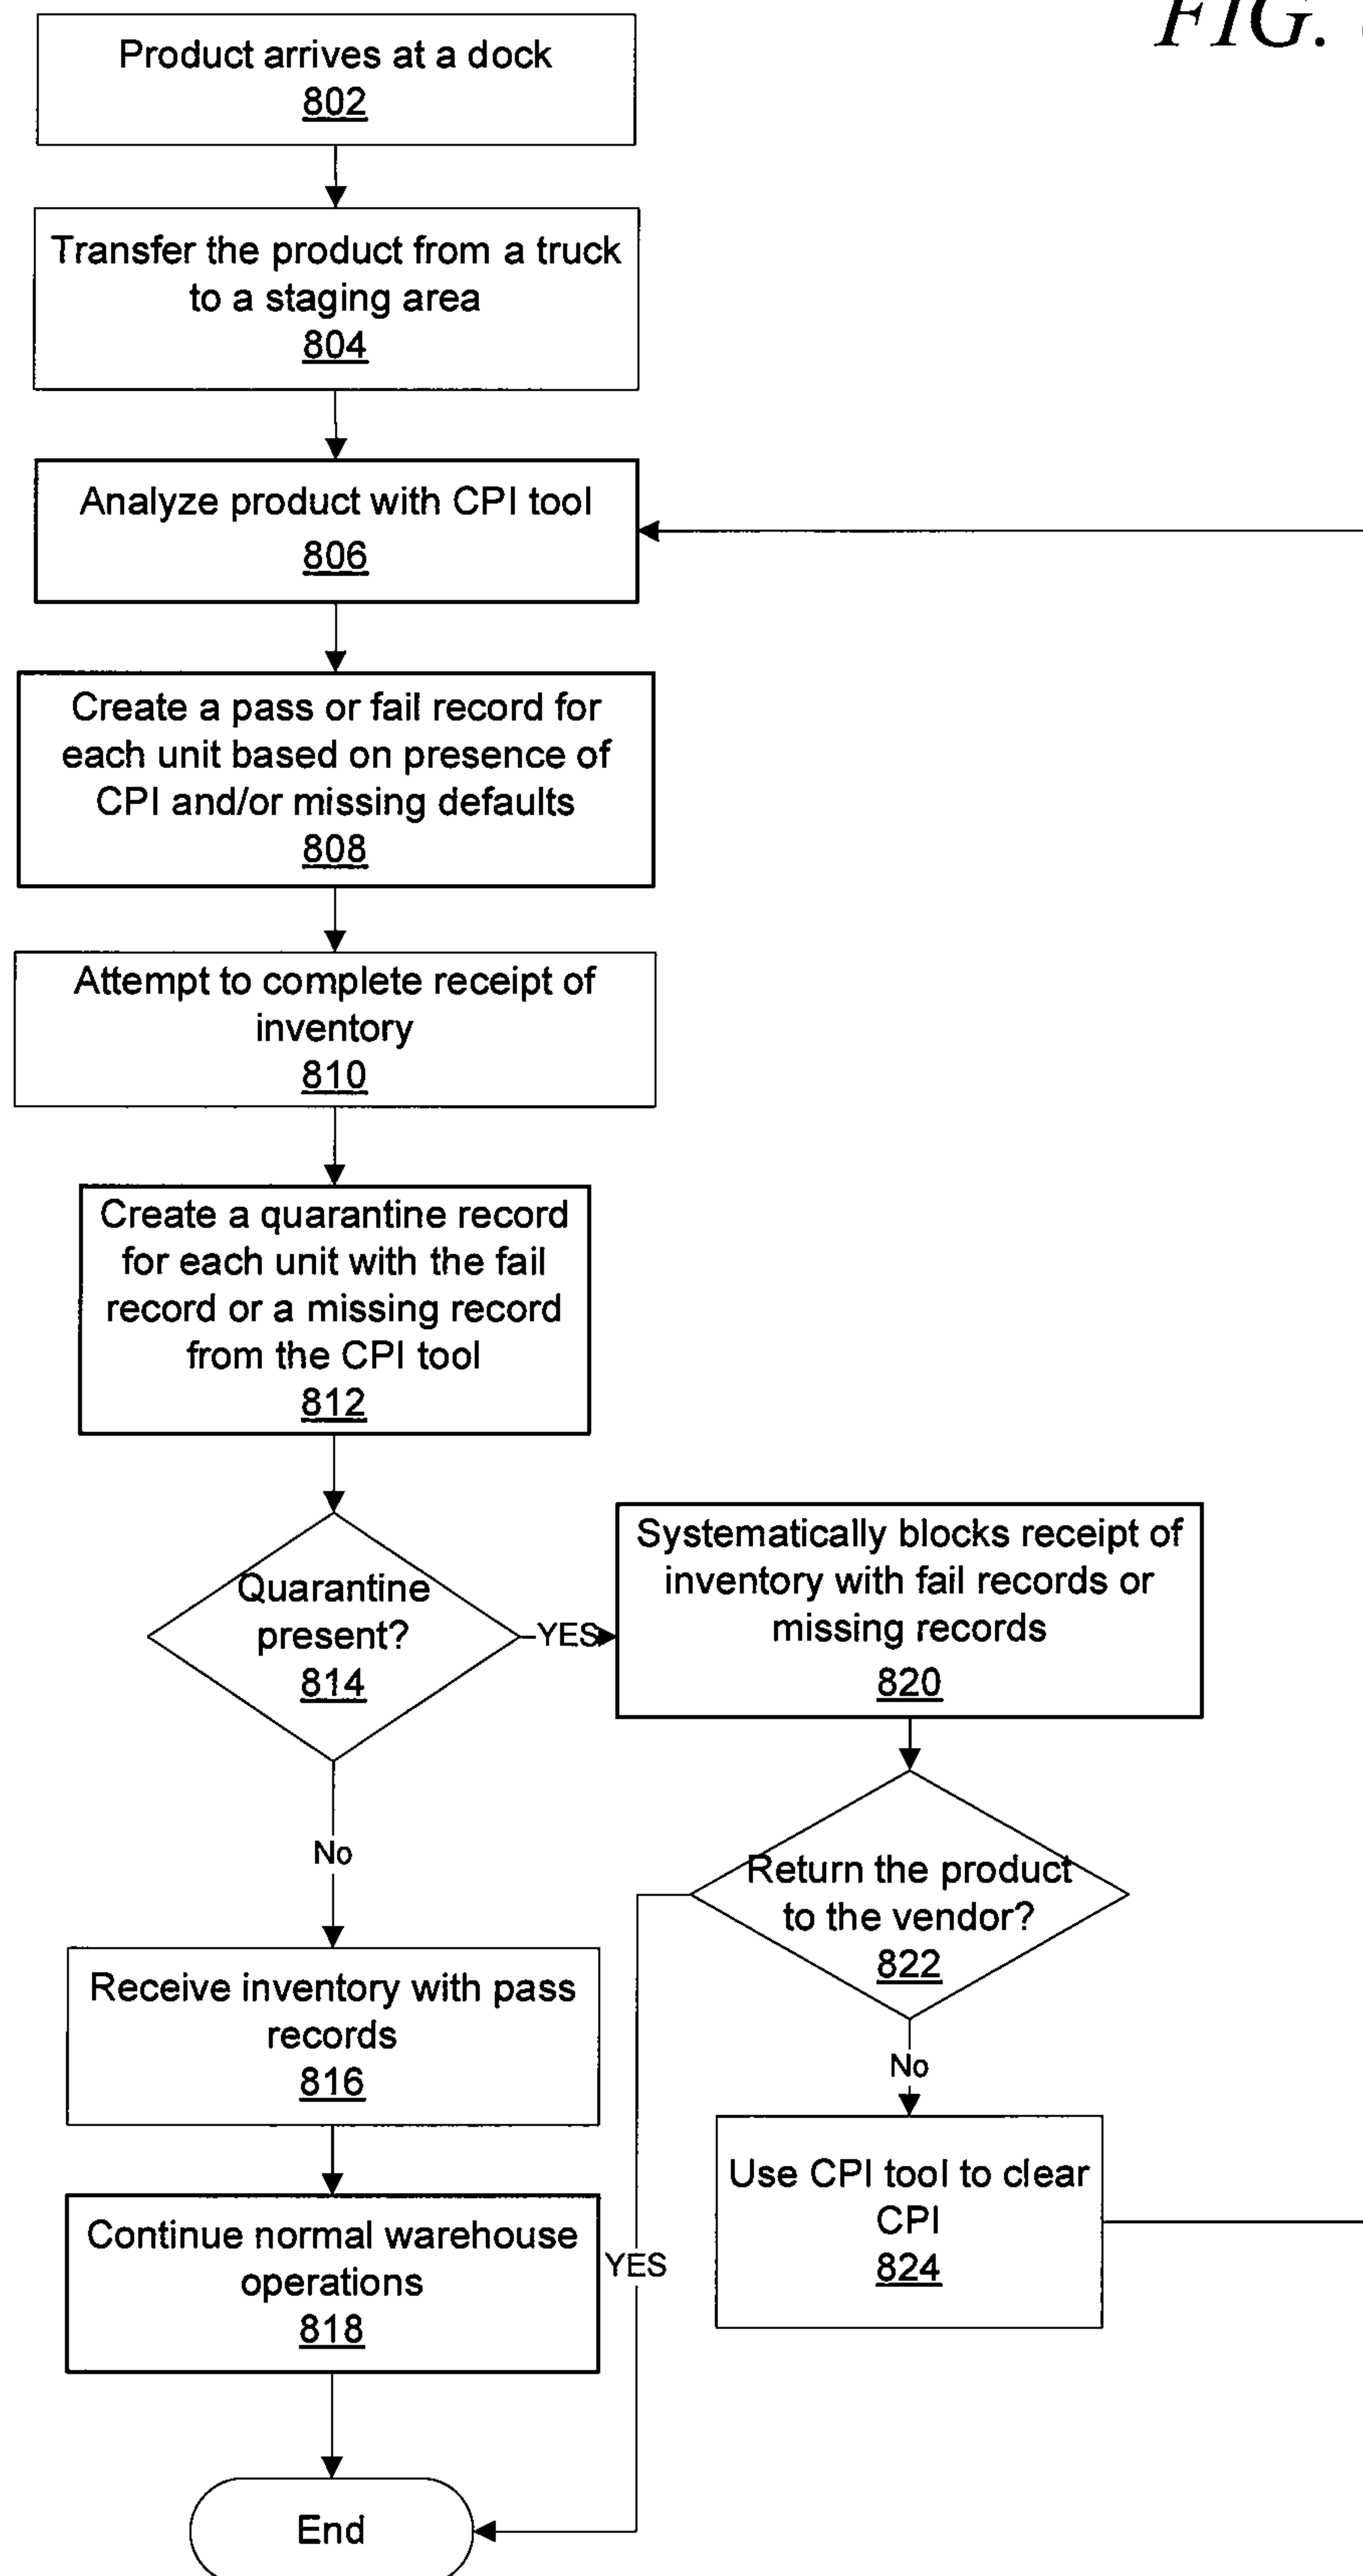 FIG.
Product arrives at a dock
802
Transfer the product from a truck
to a staging area
804
Analyze product with CPI tool
806
Create a pass or fail record for
each unit based on presence of
CPI and/or missing defaults
808
Attempt to complete receipt of
inventory
810
Create a quarantine record
for each unit with the fail
record or a missing record
from the CPI tool
812
Quarantine
present?
814
YES
Systematically blocks receipt of
inventory with fail records or
missing records
820
No
Return the product
to the vendor?
822
No
Receive inventory with pass
records
816
Use CPI tool to clear
CPI
824
Continue normal warehouse
operations
818
YES
End